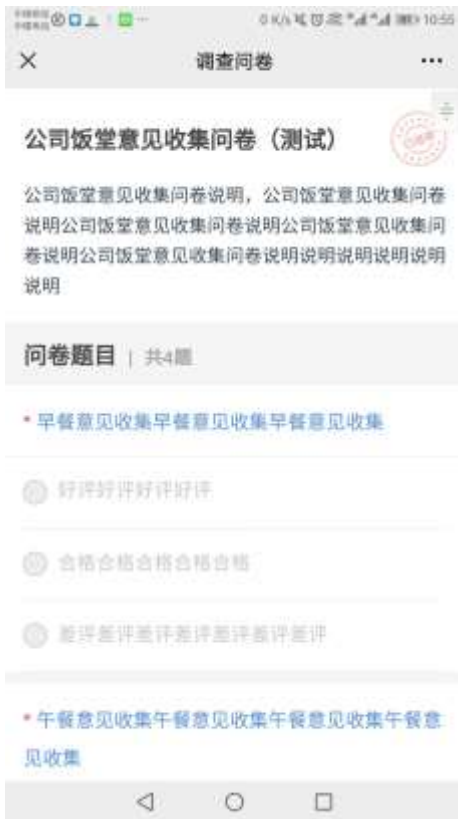 0 K/s 10:55
调查问卷
公司饭堂意见收集问卷（测试）
公司饭堂意见收集问卷说明，公司饭堂意见收集问卷
说明公司饭堂意见收集问卷说明公司饭堂意见收集问
卷说明公司饭堂意见收集问卷说明说明说明说明说明
说明
问卷题目 | 共4题
* 早餐意见收集早餐意见收集早餐意见收集
好评好评好评好评
合格合格合格合格合格
差评差评差评差评差评差评差评
* 午餐意见收集午餐意见收集午餐意见收集午餐意
见收集